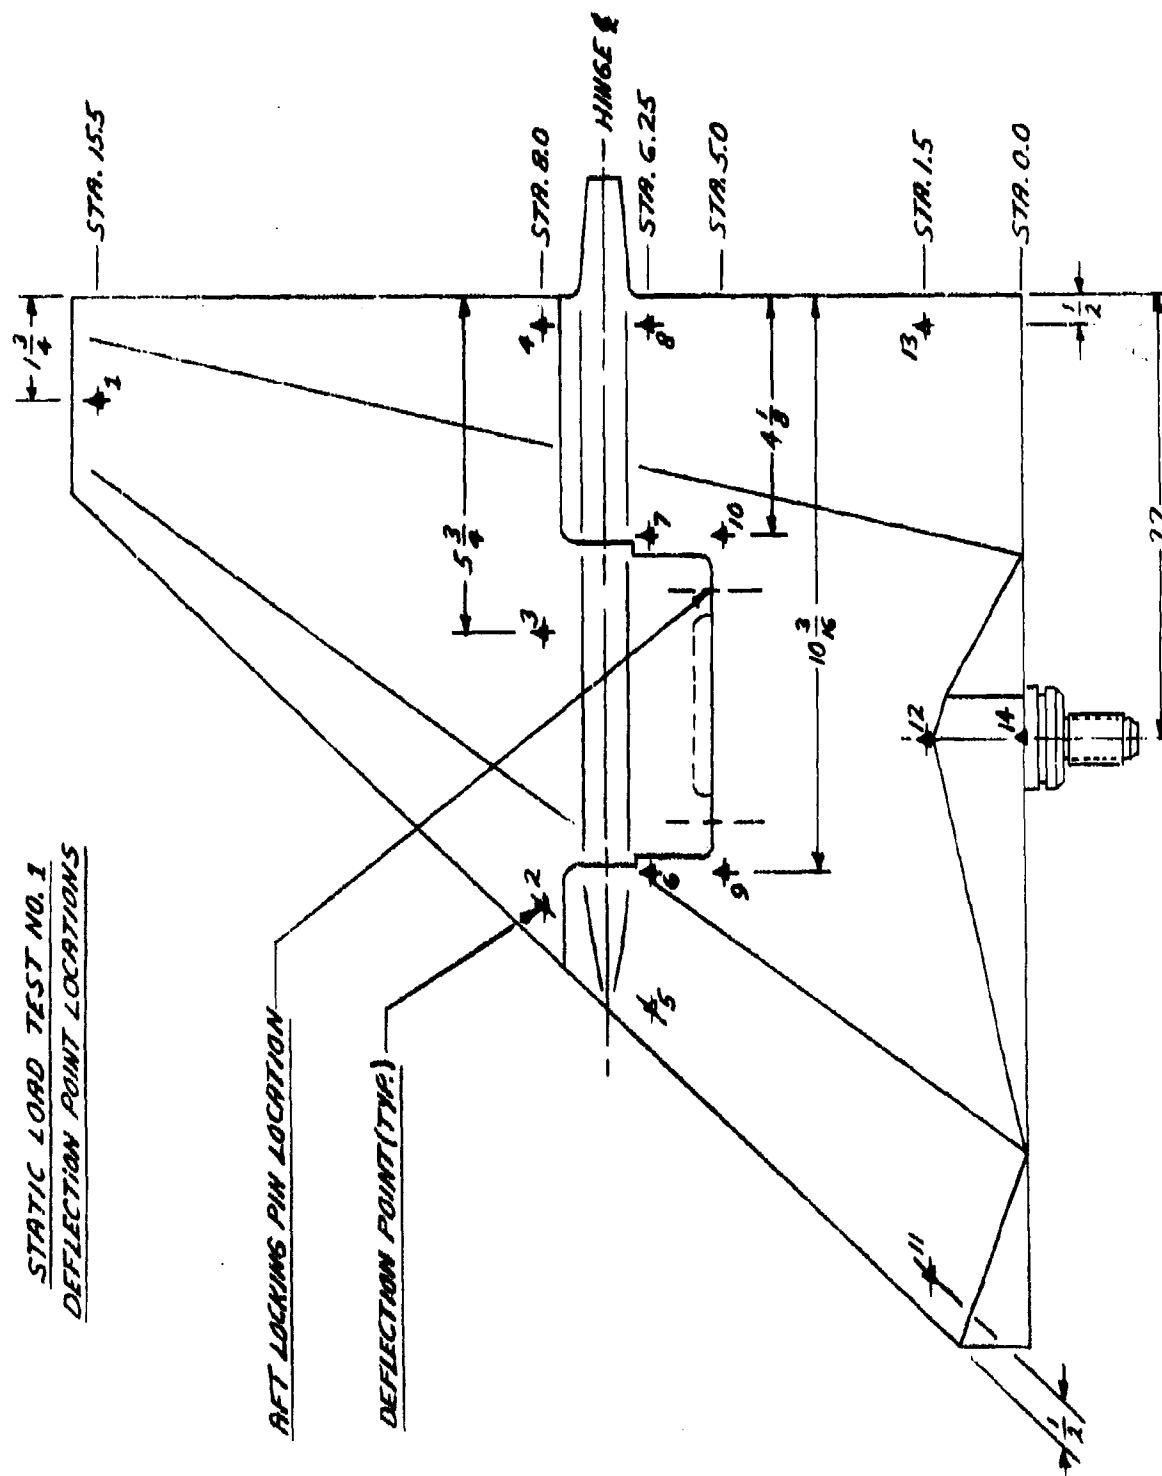 STATIC LOAD TEST NO. 1
DEFLECTION POINT LOCATIONS
AFT LOCKING PIN LOCATION
DEFLECTION POINT (TYP.)
HINGE ℄
STA. 15.5
STA. 8.0
STA. 6.25
STA. 5.0
STA. 1.5
STA. 0.0
1 3/4
5 3/4
4 1/8
10 3/16
1/2
1/2
1
2
3
4
5
6
7
8
9
10
11
12
13
14